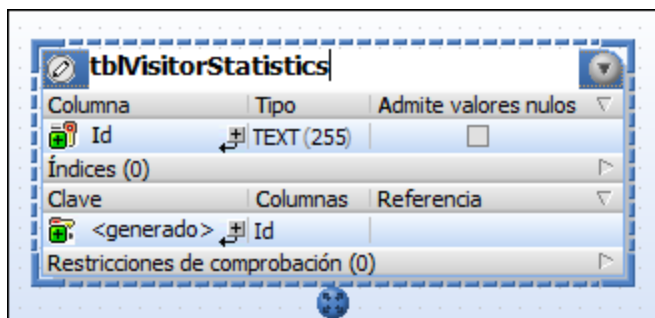 tblVisitorStatistics
Columna Tipo Admite valores nulos
Id TEXT (255)
Índices (0)
Clave Columnas Referencia
<generado> Id
Restricciones de comprobación (0)